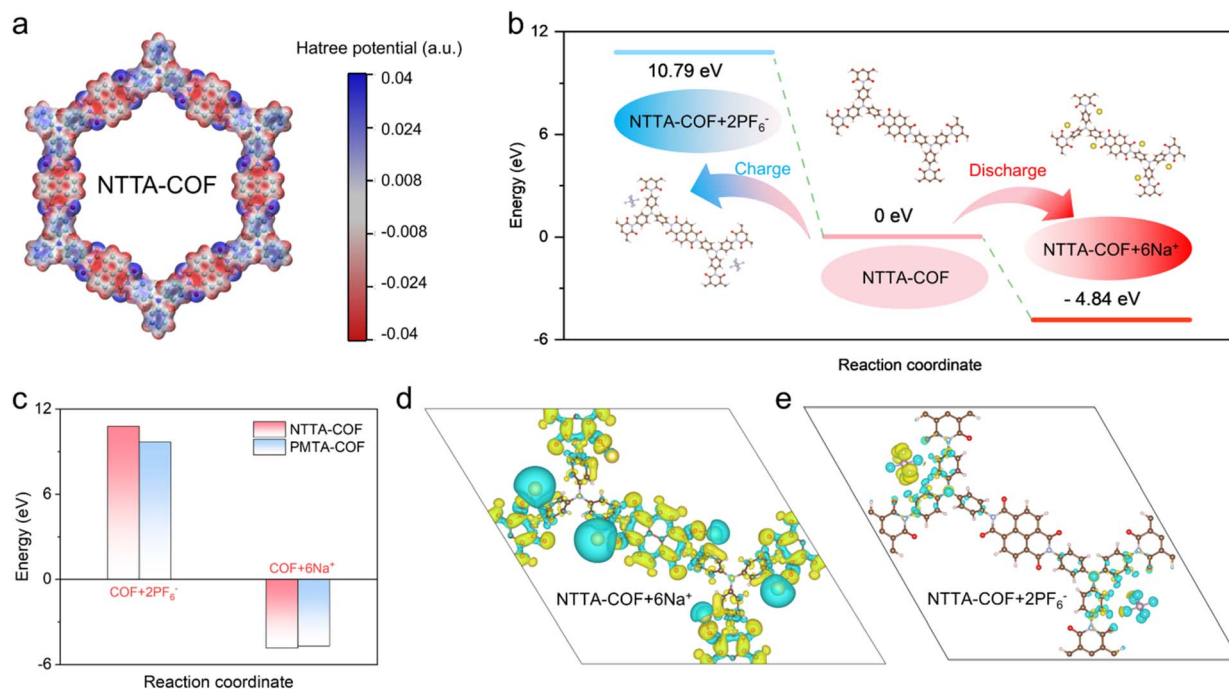 a
Hatree potential (a.u.)
0.04
0.024
0.008
-0.008
-0.024
-0.04
NTTA-COF
b
12
6
0
-6
Energy (eV)
10.79 eV
NTTA-COF+2PF₆⁻
Charge
Discharge
0 eV
NTTA-COF
NTTA-COF+6Na⁺
- 4.84 eV
Reaction coordinate
c
12
6
0
-6
Energy (eV)
NTTA-COF
PMTA-COF
COF+6Na⁺
COF+2PF₆⁻
Reaction coordinate
d
NTTA-COF+6Na⁺
e
NTTA-COF+2PF₆⁻